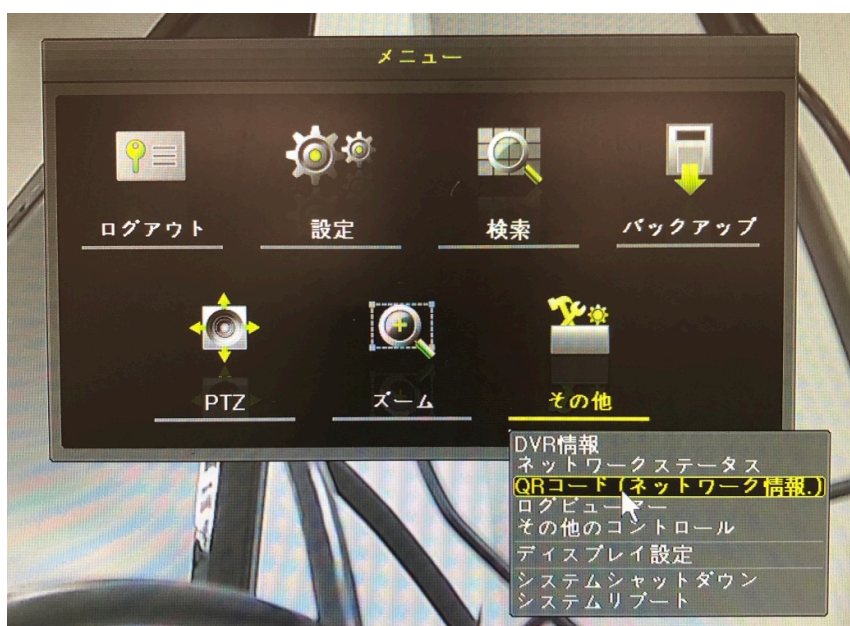 メニュー
ログアウト 設定 検索 バックアップ
PTZ ズーム その他
DVR情報
ネットワークステータス
QRコード (ネットワーク情報.)
ログビューアー
その他のコントロール
ディスプレイ設定
システムシャットダウン
システムリブート